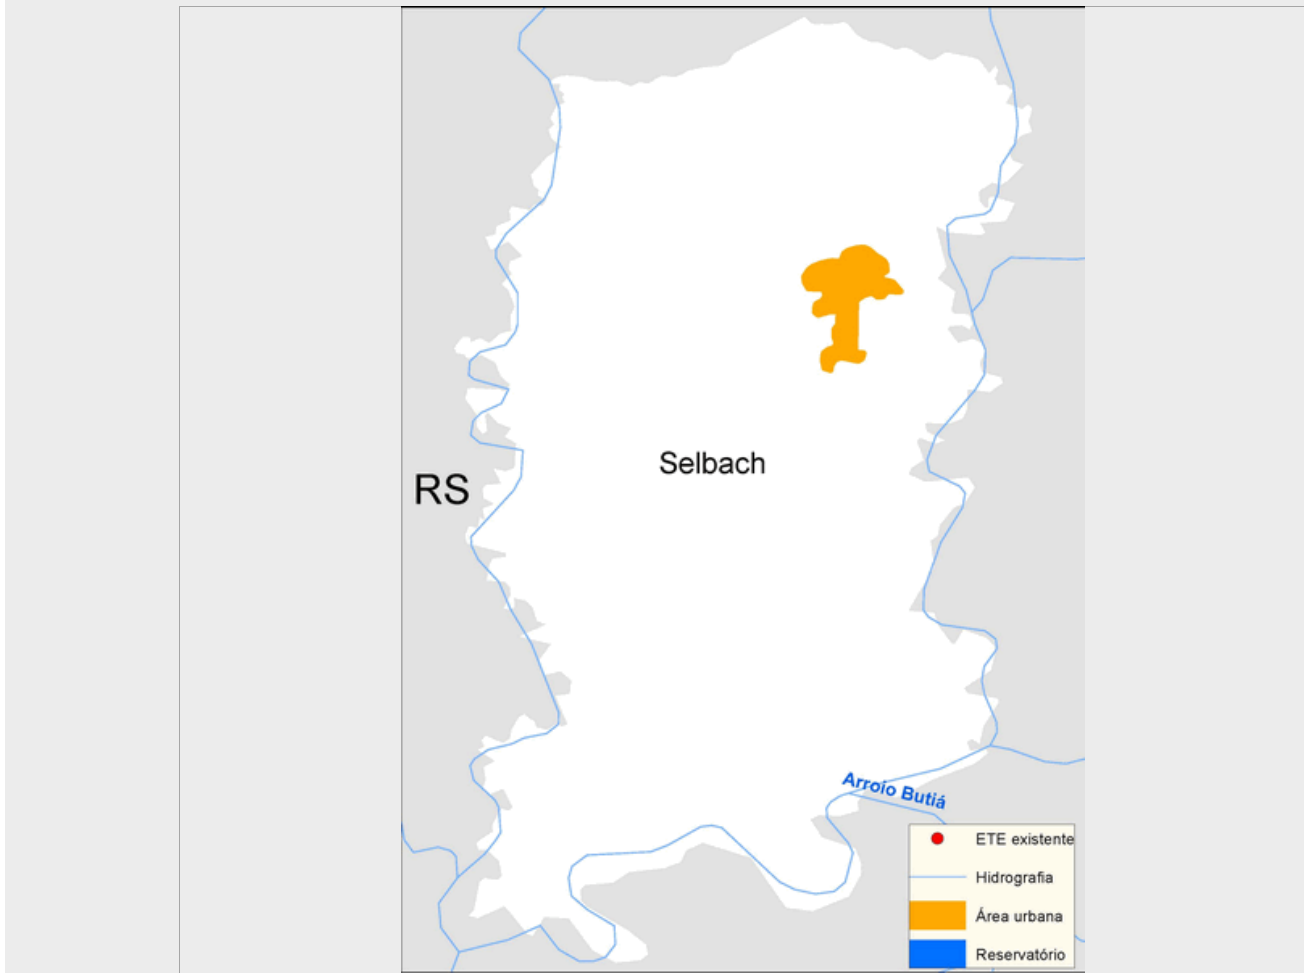 Selbach
RS
Arroio Butiá
ETE existente
Hidrografia
Área urbana
Reservatório